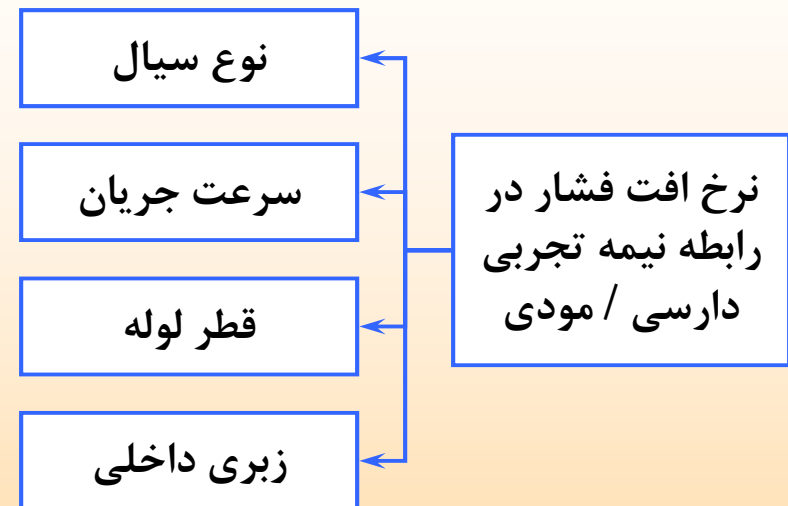 نرخ افت فشار در
رابطه نیمه تجربی
دارسی / مودی
نوع سیال
سرعت جریان
قطر لوله
زبری داخلی